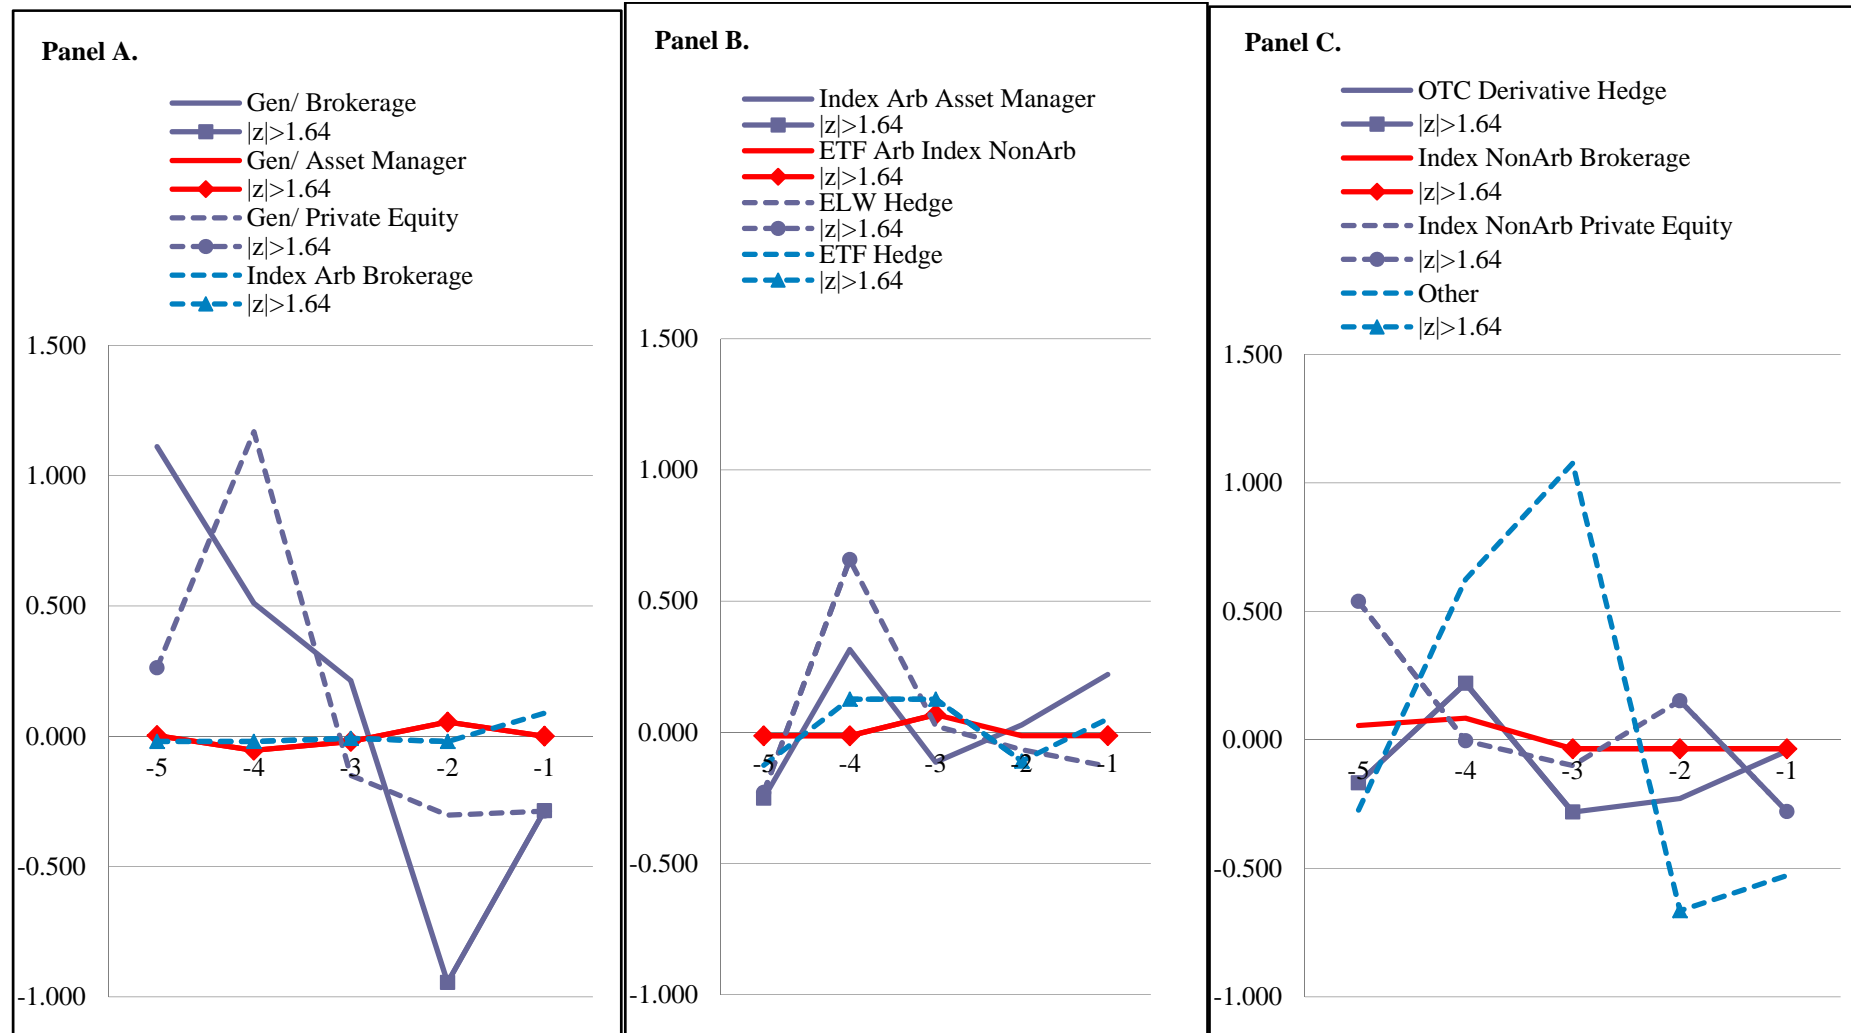 Panel A.
Gen/ Brokerage
|z|>1.64
Gen/ Asset Manager
|z|>1.64
Gen/ Private Equity
|z|>1.64
Index Arb Brokerage
|z|>1.64
1.500
1.000
0.500
0.000
-0.500
-1.000
-5 -4 -3 -2 -1
Panel B.
Index Arb Asset Manager
|z|>1.64
ETF Arb Index NonArb
|z|>1.64
ELW Hedge
|z|>1.64
ETF Hedge
|z|>1.64
1.500
1.000
0.500
0.000
-0.500
-1.000
-5 -4 -3 -2 -1
Panel C.
OTC Derivative Hedge
|z|>1.64
Index NonArb Brokerage
|z|>1.64
Index NonArb Private Equity
|z|>1.64
Other
|z|>1.64
1.500
1.000
0.500
0.000
-0.500
-1.000
-5 -4 -3 -2 -1